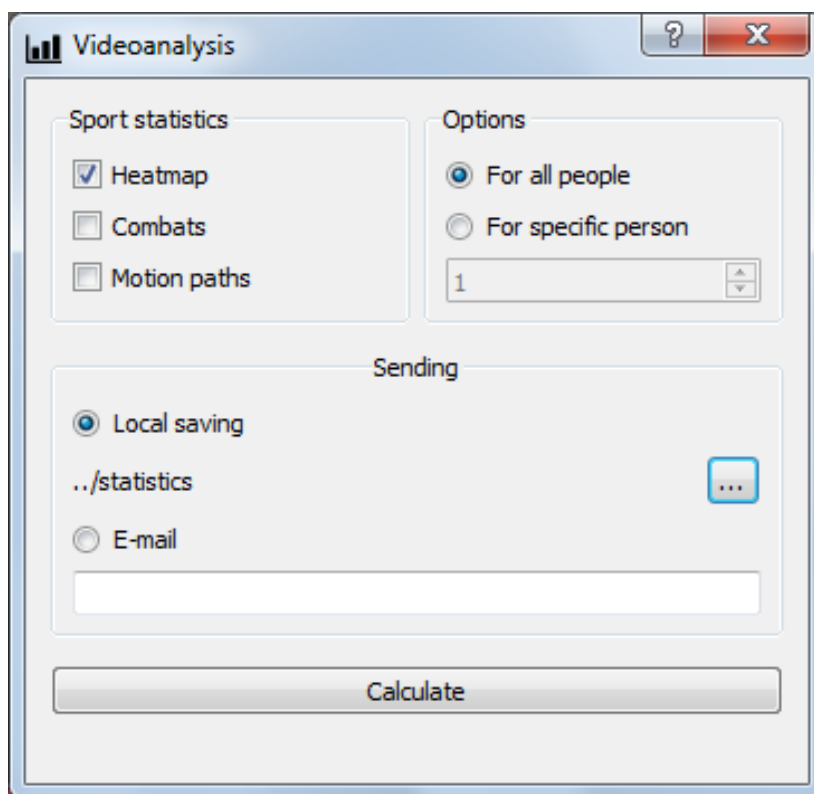 Videoanalysis
Sport statistics
Heatmap
Combats
Motion paths
Options
For all people
For specific person
1
Sending
Local saving
../statistics
...
E-mail
Calculate